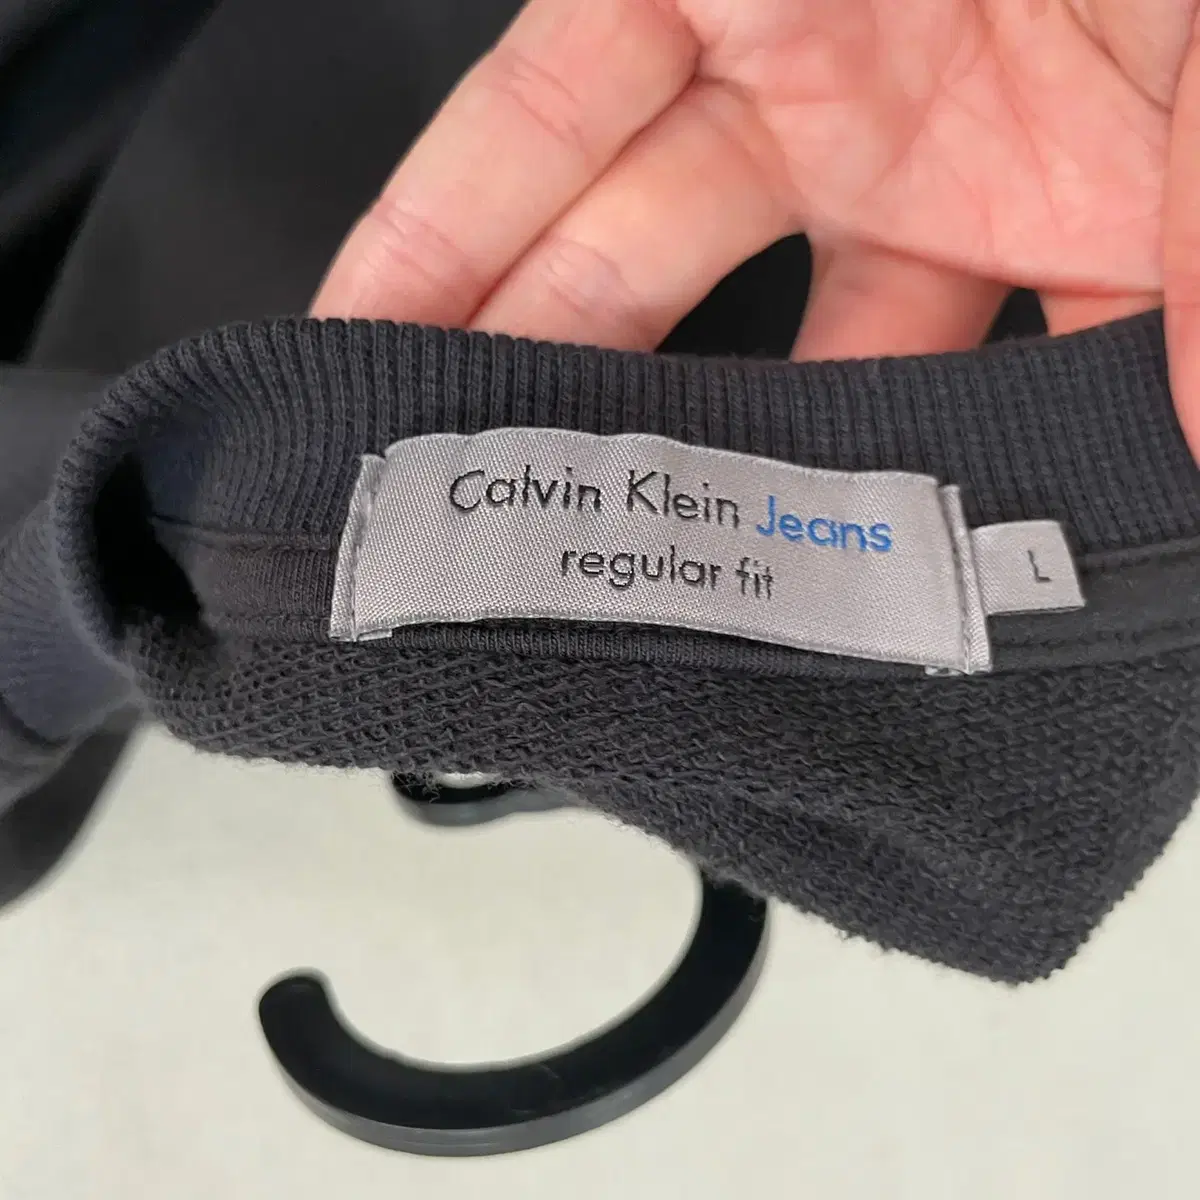 Calvin Klein Jeans
regular fit
L